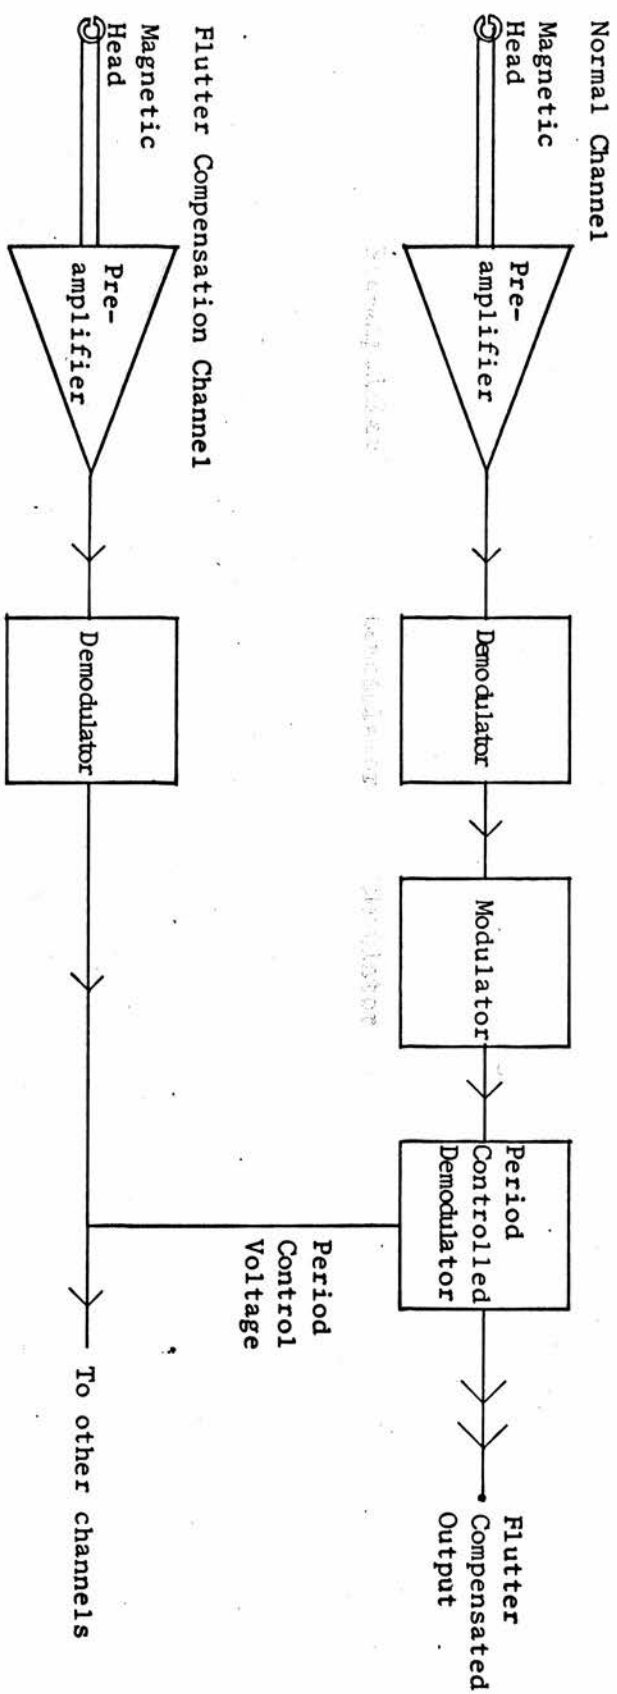 Normal Channel
Magnetic
Head
Pre-
amplifier
Demodulator
Modulator
Period
Controlled
Demodulator
Flutter
Compensated
Output
Period
Control
Voltage
Flutter Compensation Channel
Magnetic
Head
Pre-
amplifier
Demodulator
To other channels